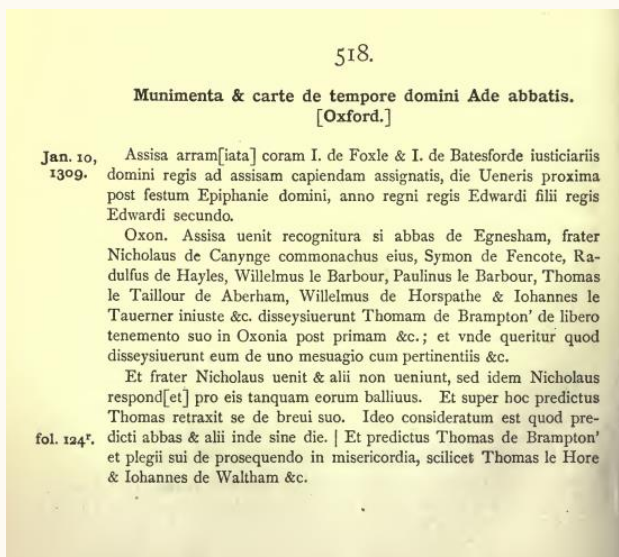 518.
Munimenta & carte de tempore domini Ade abbatis.
[Oxford.]
Jan. 10, 1309.
Assisa arram[iata] coram I. de Foxle & I. de Batesforde iusticiariis
domini regis ad assisam capiendam assignatis, die Ueneris proxima
post festum Epiphanie domini, anno regni regis Edwardi filii regis
Edwardi secundo.
Oxon. Assisa uenit recognitura si abbas de Egnesham, frater
Nicholaus de Canynge commonachus eius, Symon de Fencote, Ra-
dulfus de Hayles, Willelmus le Barbour, Paulinus le Barbour, Thomas
le Taillour de Aberham, Willelmus de Horspathe & Iohannes le
Tauerner iniuste &c. disseysiuerunt Thomam de Brampton' de libero
tenemento suo in Oxonia post primam &c.; et vnde queritur quod
disseysiuerunt eum de uno mesuagio cum pertinentiis &c.
Et frater Nicholaus uenit & alii non ueniunt, sed idem Nicholaus
respond[et] pro eis tanquam eorum balliuus. Et super hoc predictus
Thomas retraxit se de breui suo. Ideo consideratum est quod pre-
fol. 124r. dicti abbas & alii inde sine die. | Et predictus Thomas de Brampton'
et plegii sui de prosequendo in misericordia, scilicet Thomas le Hore
& Iohannes de Waltham &c.